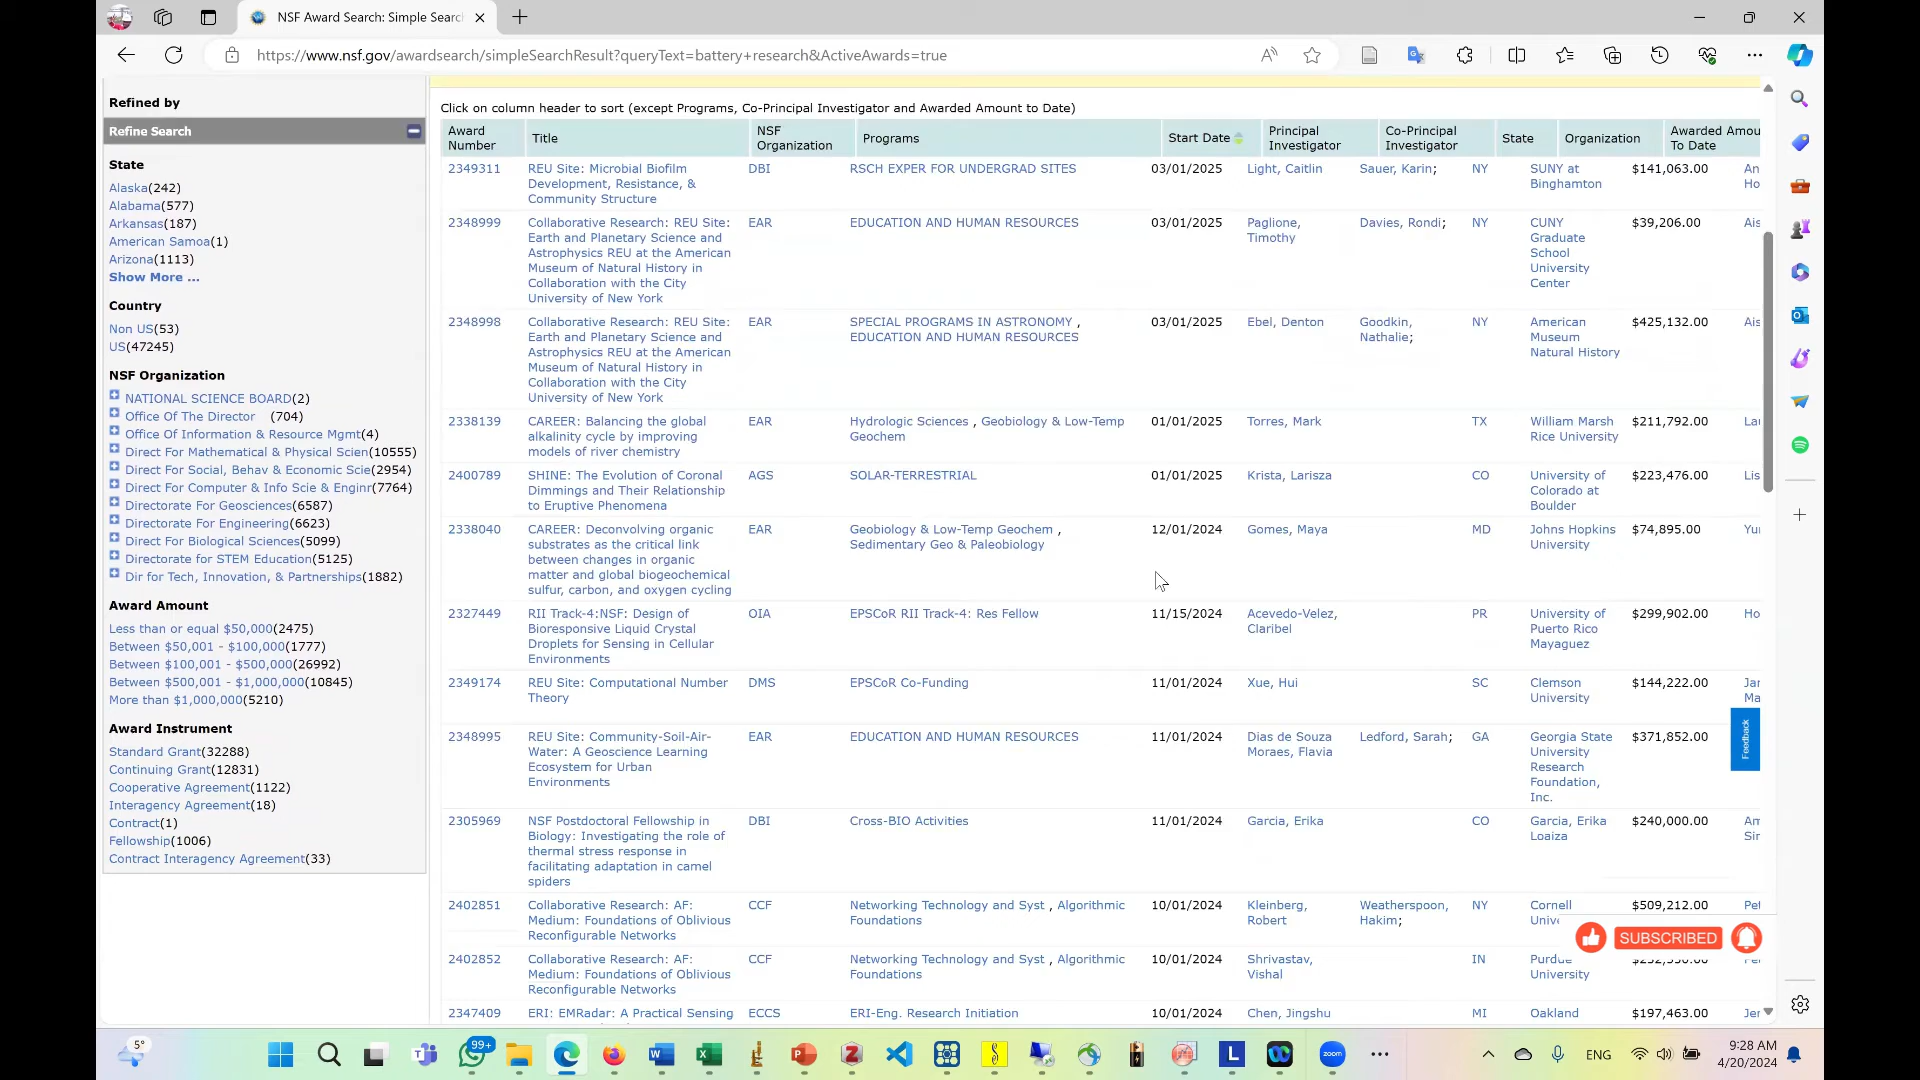 NSF Award Search: Simple Searc
https://www.nsf.gov/awardsearch/simpleSearchResult?queryText=battery+research&ActiveAwards=true
Refined by
Refine Search
State
Alaska(242)
Alabama(577)
Arkansas(187)
American Samoa(1)
Arizona(1113)
Show More ...
Country
Non US(53)
US(47245)
NSF Organization
NATIONAL SCIENCE BOARD(2)
Office Of The Director (704)
Office Of Information & Resource Mgmt(4)
Direct For Mathematical & Physical Scien(10555)
Direct For Social, Behav & Economic Scie(2954)
Direct For Computer & Info Scie & Enginr(7764)
Directorate For Geosciences(6587)
Directorate For Engineering(6623)
Direct For Biological Sciences(5099)
Directorate for STEM Education(5125)
Dir for Tech, Innovation, & Partnerships(1882)
Award Amount
Less than or equal $50,000(2475)
Between $50,001 - $100,000(1777)
Between $100,001 - $500,000(26992)
Between $500,001 - $1,000,000(10845)
More than $1,000,000(5210)
Award Instrument
Standard Grant(32288)
Continuing Grant(12831)
Cooperative Agreement(1122)
Interagency Agreement(18)
Contract(1)
Fellowship(1006)
Contract Interagency Agreement(33)
Click on column header to sort (except Programs, Co-Principal Investigator and Awarded Amount to Date)
Award NSF Principal Co-Principal Awarded Amou
Number Title Organization Programs Start Date Investigator Investigator State Organization To Date
2349311 REU Site: Microbial Biofilm DBI RSCH EXPER FOR UNDERGRAD SITES 03/01/2025 Light, Caitlin Sauer, Karin; NY SUNY at $141,063.00 An
Development, Resistance, & Binghamton Ho
Community Structure
2348999 Collaborative Research: REU Site: EAR EDUCATION AND HUMAN RESOURCES 03/01/2025 Paglione, Davies, Rondi; NY CUNY $39,206.00 Ais
Earth and Planetary Science and Timothy Graduate
Astrophysics REU at the American School
Museum of Natural History in University
Collaboration with the City Center
University of New York
2348998 Collaborative Research: REU Site: EAR SPECIAL PROGRAMS IN ASTRONOMY , 03/01/2025 Ebel, Denton Goodkin, NY American $425,132.00 Ais
Earth and Planetary Science and EDUCATION AND HUMAN RESOURCES Nathalie; Museum
Astrophysics REU at the American Natural History
Museum of Natural History in
Collaboration with the City
University of New York
2338139 CAREER: Balancing the global EAR Hydrologic Sciences , Geobiology & Low-Temp 01/01/2025 Torres, Mark TX William Marsh $211,792.00 Lau
alkalinity cycle by improving Geochem Rice University
models of river chemistry
2400789 SHINE: The Evolution of Coronal AGS SOLAR-TERRESTRIAL 01/01/2025 Krista, Larisza CO University of $223,476.00 Lis
Dimmings and Their Relationship Colorado at
to Eruptive Phenomena Boulder
2338040 CAREER: Deconvolving organic EAR Geobiology & Low-Temp Geochem , 12/01/2024 Gomes, Maya MD Johns Hopkins $74,895.00 Yu
substrates as the critical link Sedimentary Geo & Paleobiology University
between changes in organic
matter and global biogeochemical
sulfur, carbon, and oxygen cycling
2327449 RII Track-4:NSF: Design of OIA EPSCoR RII Track-4: Res Fellow 11/15/2024 Acevedo-Velez, PR University of $299,902.00 Ho
Bioresponsive Liquid Crystal Claribel Puerto Rico
Droplets for Sensing in Cellular Mayaguez
Environments
2349174 REU Site: Computational Number DMS EPSCoR Co-Funding 11/01/2024 Xue, Hui SC Clemson $144,222.00 Jar
Theory University Ma
2348995 REU Site: Community-Soil-Air- EAR EDUCATION AND HUMAN RESOURCES 11/01/2024 Dias de Souza Ledford, Sarah; GA Georgia State $371,852.00
Water: A Geoscience Learning Moraes, Flavia University
Ecosystem for Urban Research
Environments Foundation,
Inc.
Feedback
2305969 NSF Postdoctoral Fellowship in DBI Cross-BIO Activities 11/01/2024 Garcia, Erika CO Garcia, Erika $240,000.00 Am
Biology: Investigating the role of Loaiza Sir
thermal stress response in
facilitating adaptation in camel
spiders
2402851 Collaborative Research: AF: CCF Networking Technology and Syst , Algorithmic 10/01/2024 Kleinberg, Weatherspoon, NY Cornell $509,212.00 Pet
Medium: Foundations of Oblivious Foundations Robert Hakim; Unive
Reconfigurable Networks
SUBSCRIBED
2402852 Collaborative Research: AF: CCF Networking Technology and Syst , Algorithmic 10/01/2024 Shrivastav, IN Purdue
Medium: Foundations of Oblivious Foundations Vishal University
Reconfigurable Networks
2347409 ERI: EMRadar: A Practical Sensing ECCS ERI-Eng. Research Initiation 10/01/2024 Chen, Jingshu MI Oakland $197,463.00 Jer
5°
99+
zoom
ENG
9:28 AM
4/20/2024